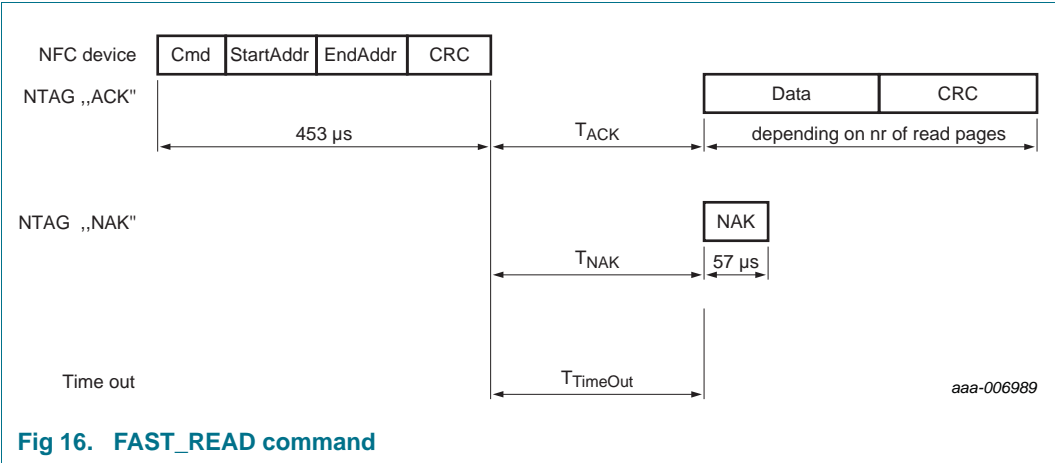 NFC device Cmd StartAddr EndAddr CRC
NTAG ,,ACK" Data CRC
453 µs TACK depending on nr of read pages
NTAG ,,NAK" NAK
TNAK 57 µs
Time out TTimeOut aaa-006989
Fig 16. FAST_READ command